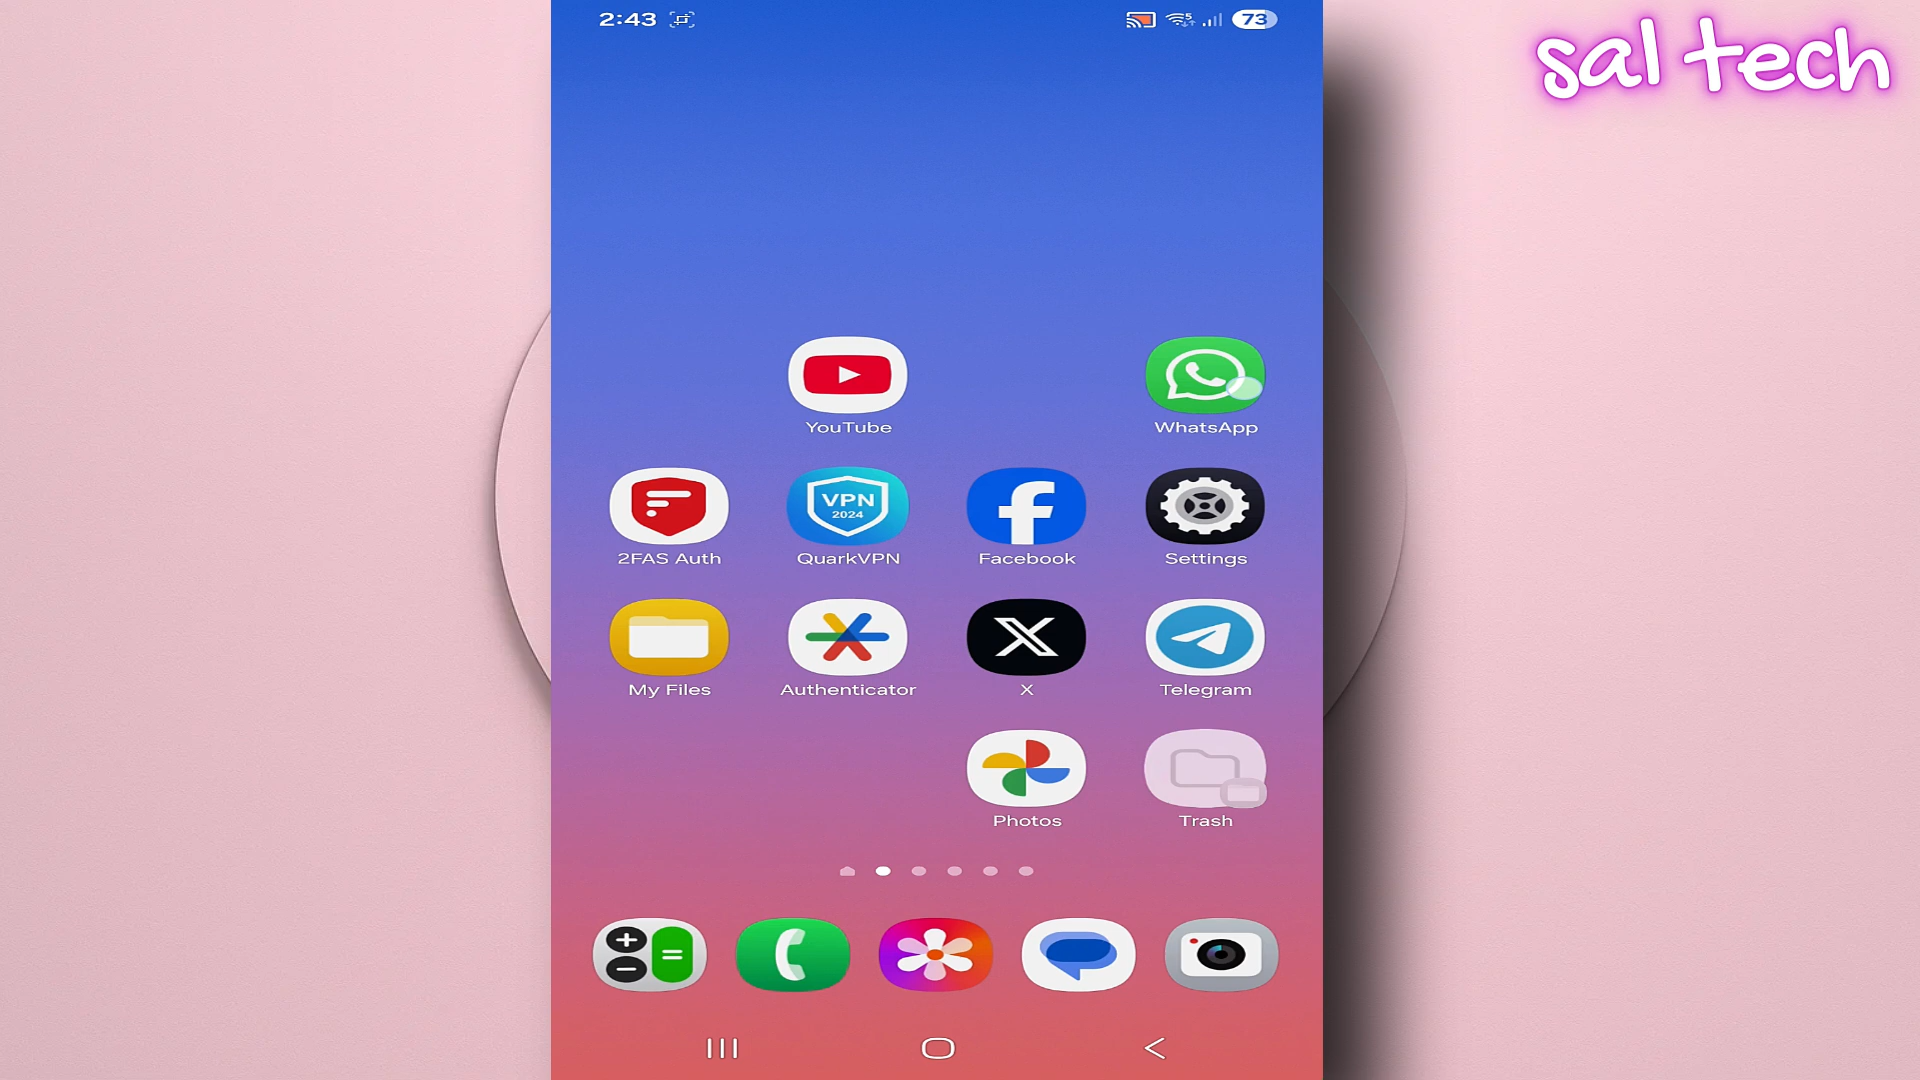 2:43
73
sal tech
YouTube
WhatsApp
VPN
2024
2FAS Auth
QuarkVPN
Facebook
Settings
My Files
Authenticator
X
Telegram
Photos
Trash